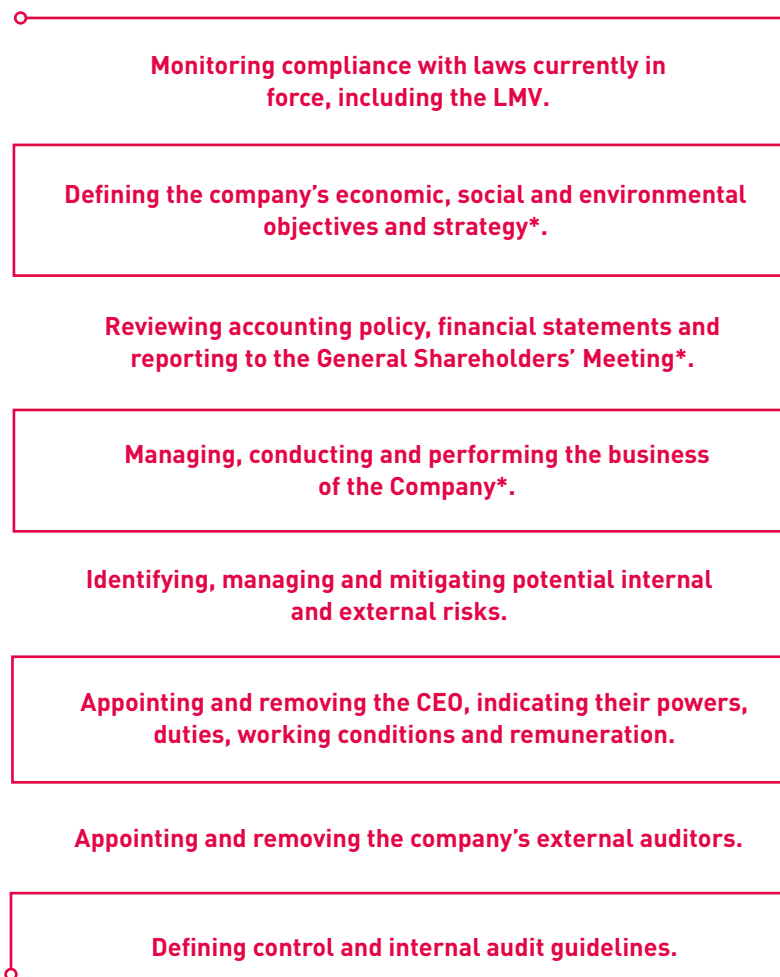 Monitoring compliance with laws currently in
force, including the LMV.
Defining the company’s economic, social and environmental
objectives and strategy*.
Reviewing accounting policy, financial statements and
reporting to the General Shareholders’ Meeting*.
Managing, conducting and performing the business
of the Company*.
Identifying, managing and mitigating potential internal
and external risks.
Appointing and removing the CEO, indicating their powers,
duties, working conditions and remuneration.
Appointing and removing the company’s external auditors.
Defining control and internal audit guidelines.